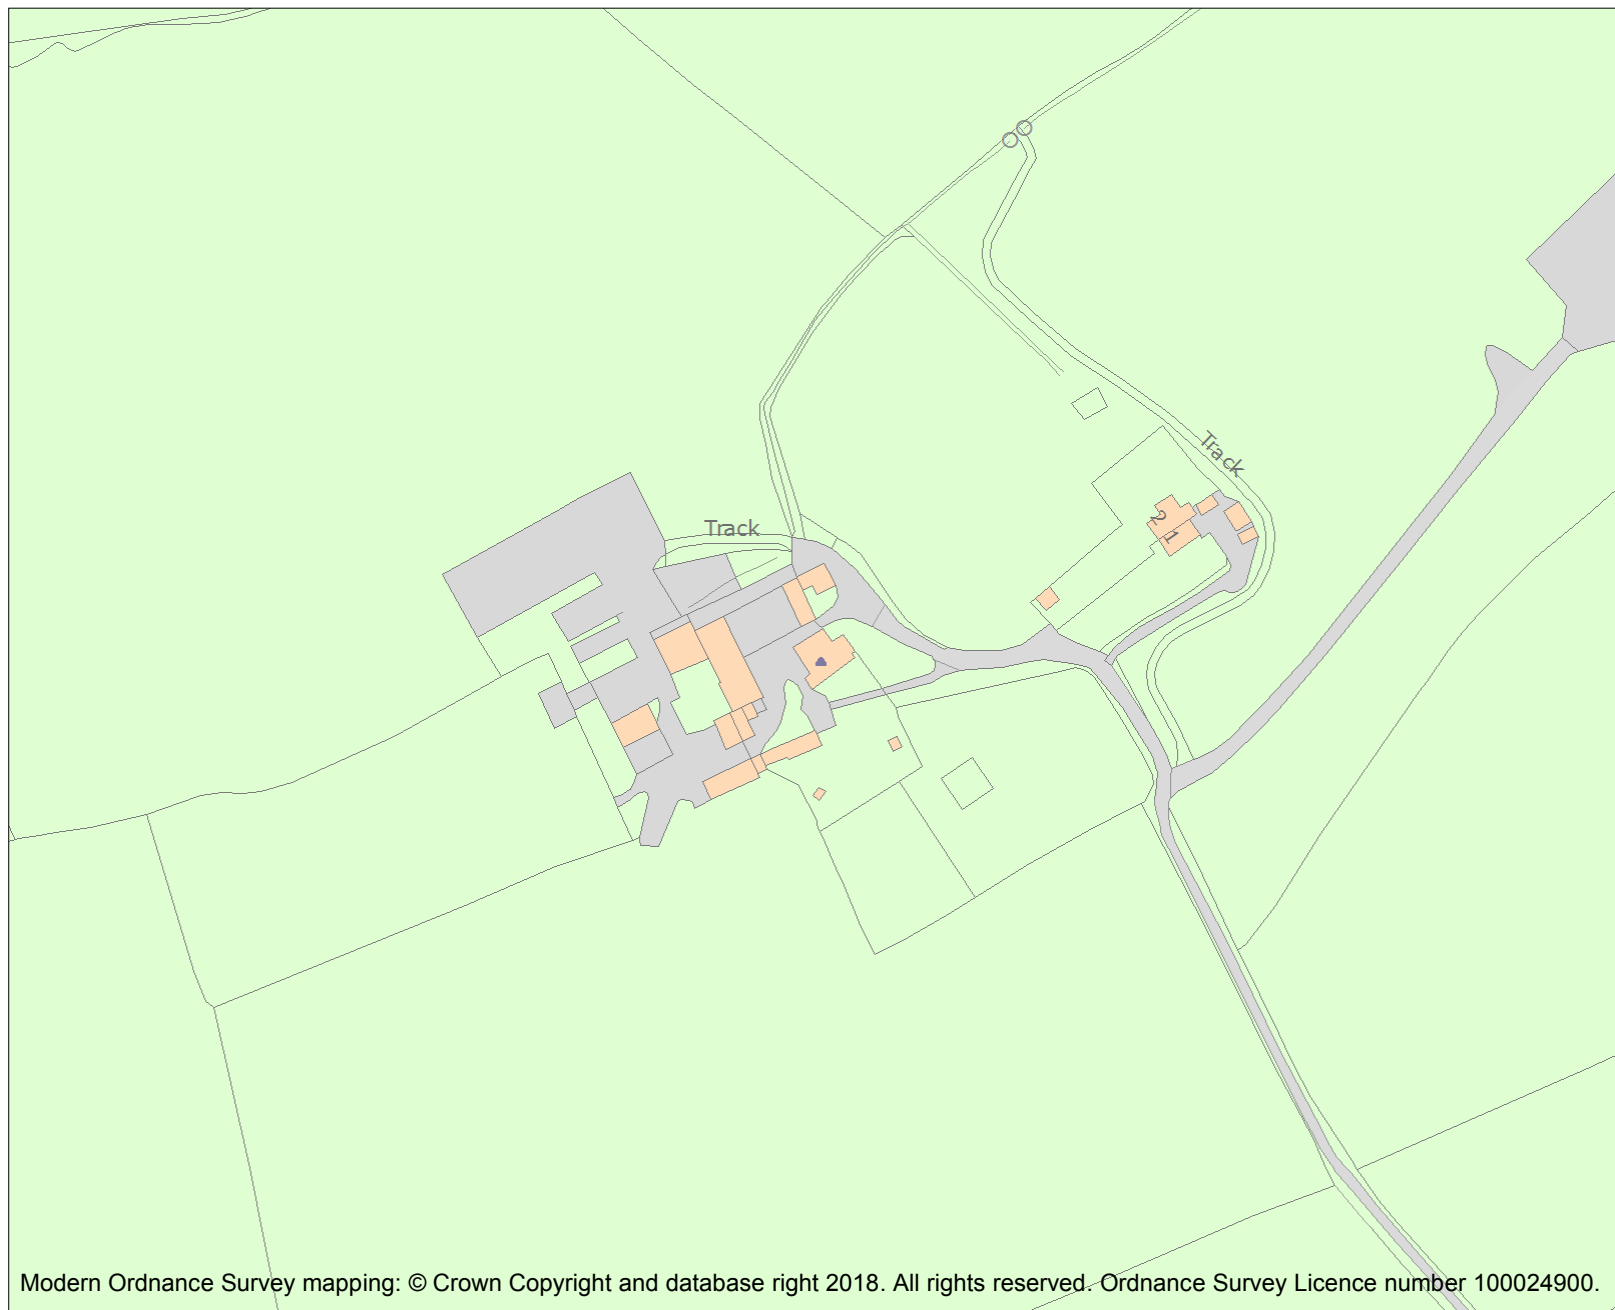 Track
2
1
Track
Modern Ordnance Survey mapping: © Crown Copyright and database right 2018. All rights reserved. Ordnance Survey Licence number 100024900.